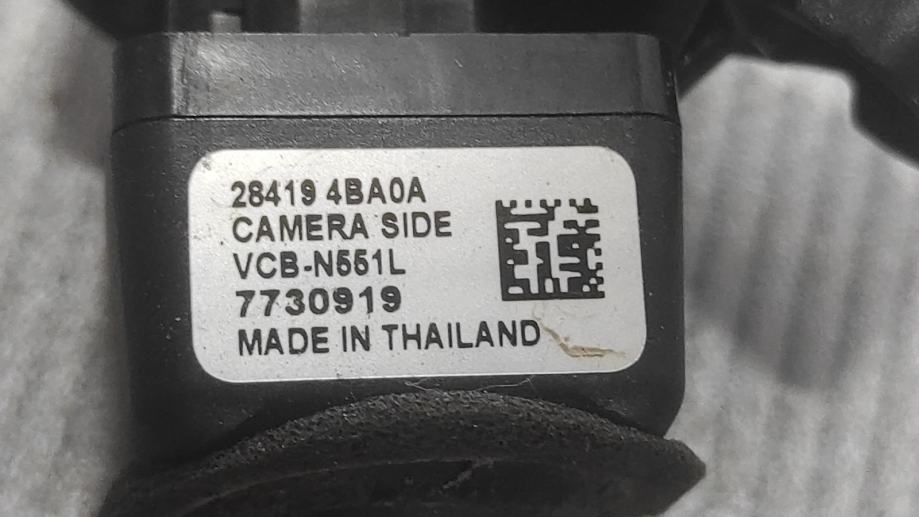 28419 4BA0A
CAMERA SIDE
VCB-N551L
7730919
MADE IN THAILAND